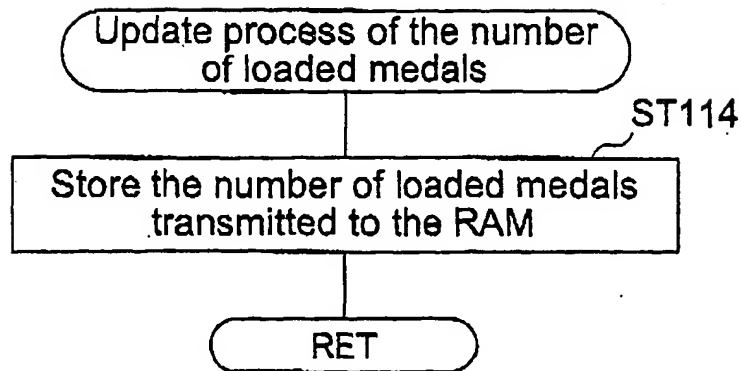 Update process of the number
of loaded medals
ST114
Store the number of loaded medals
transmitted to the RAM
RET